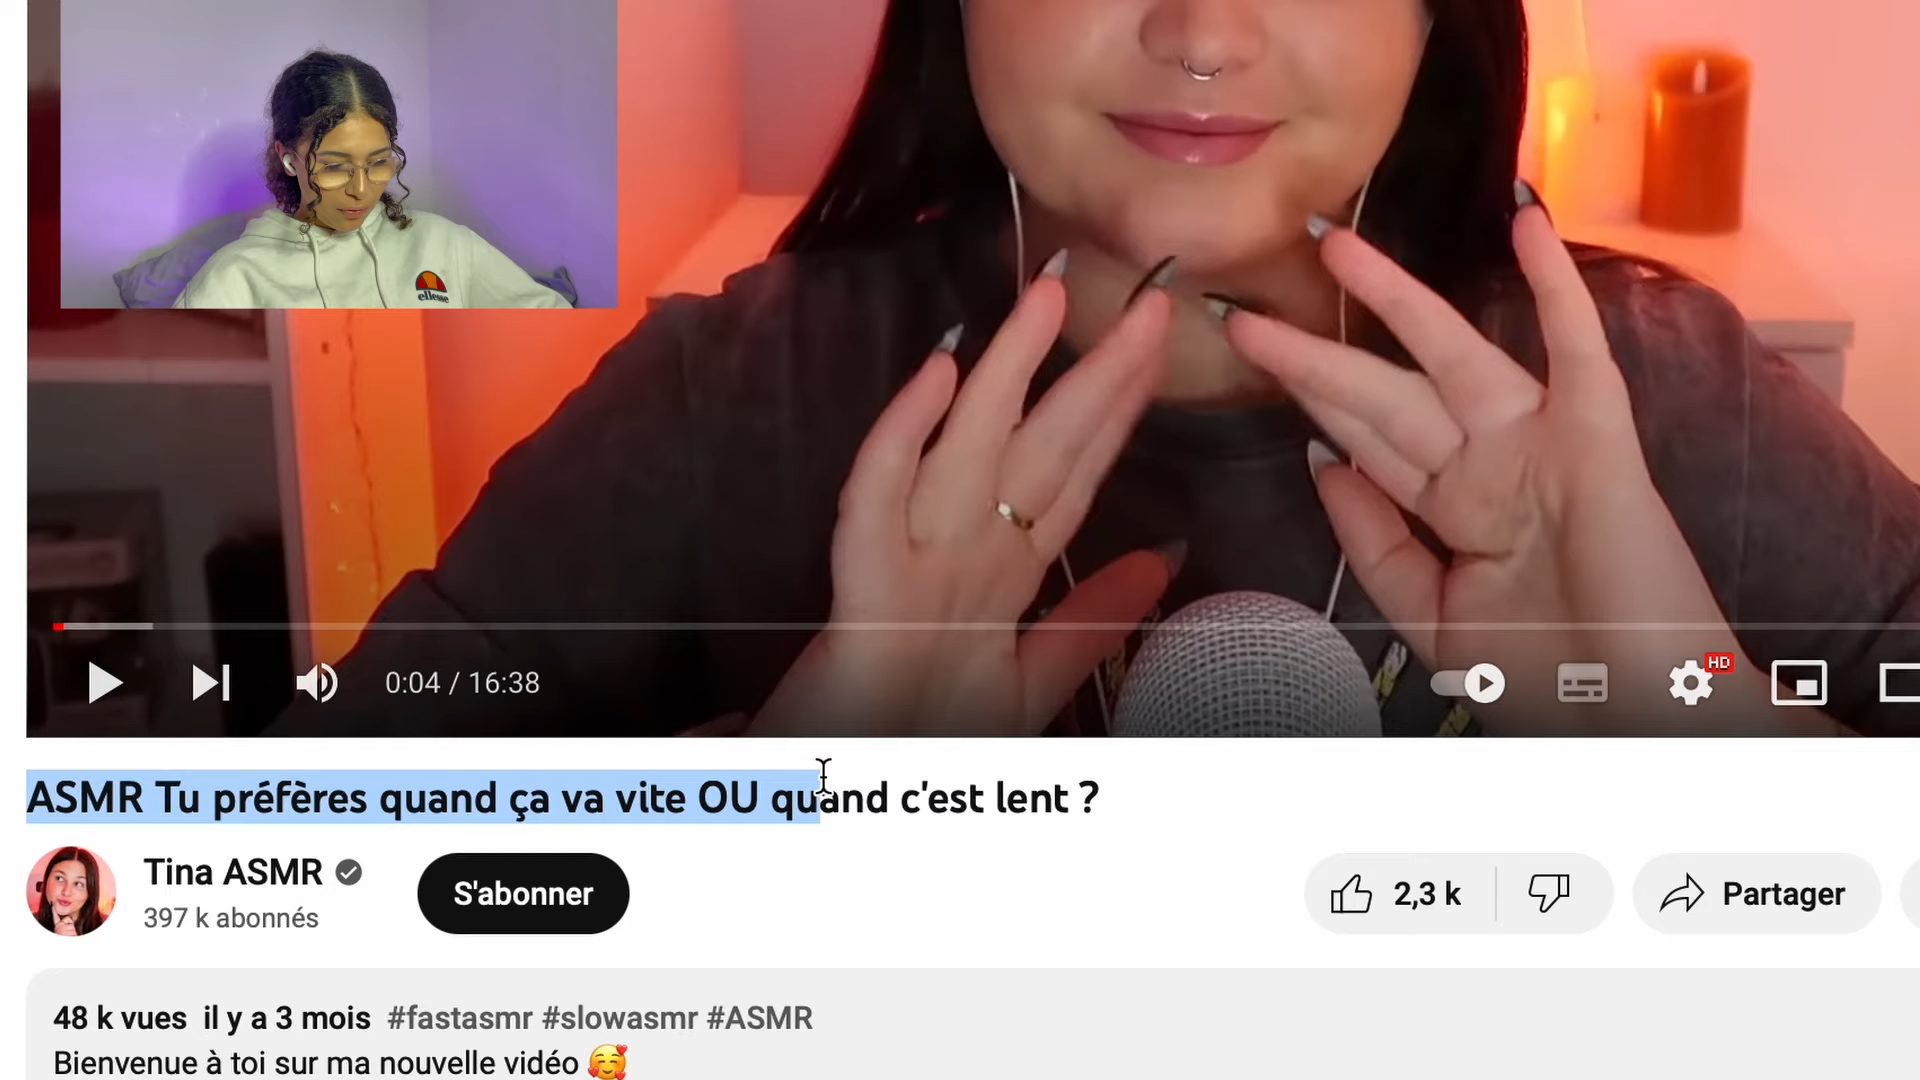 ellesse
HD
0:04 / 16:38
ASMR Tu préfères quand ça va vite OU quand c'est lent ?
Tina ASMR
397 k abonnés
S'abonner
2,3 k
Partager
48 k vues il y a 3 mois #fastasmr #slowasmr #ASMR
Bienvenue à toi sur ma nouvelle vidéo 🥰